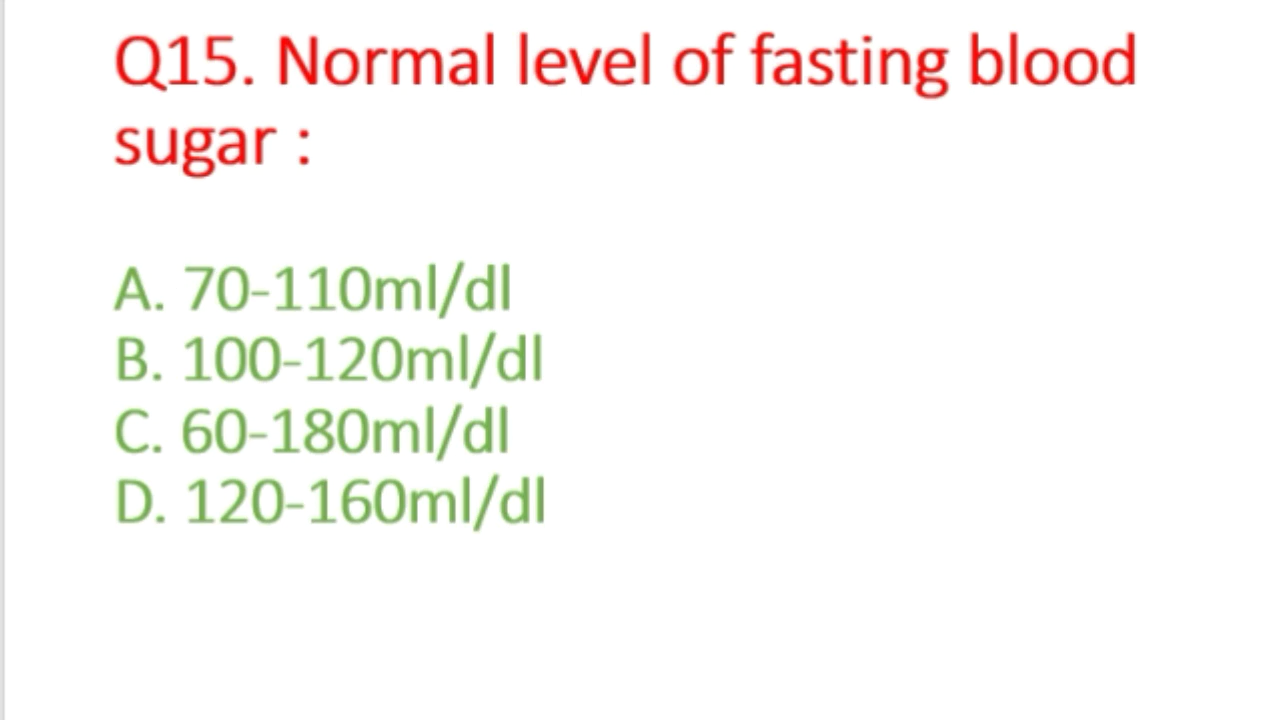 Q15. Normal level of fasting blood
sugar :
A. 70-110ml/dl
B. 100-120ml/dl
C. 60-180ml/dl
D. 120-160ml/dl